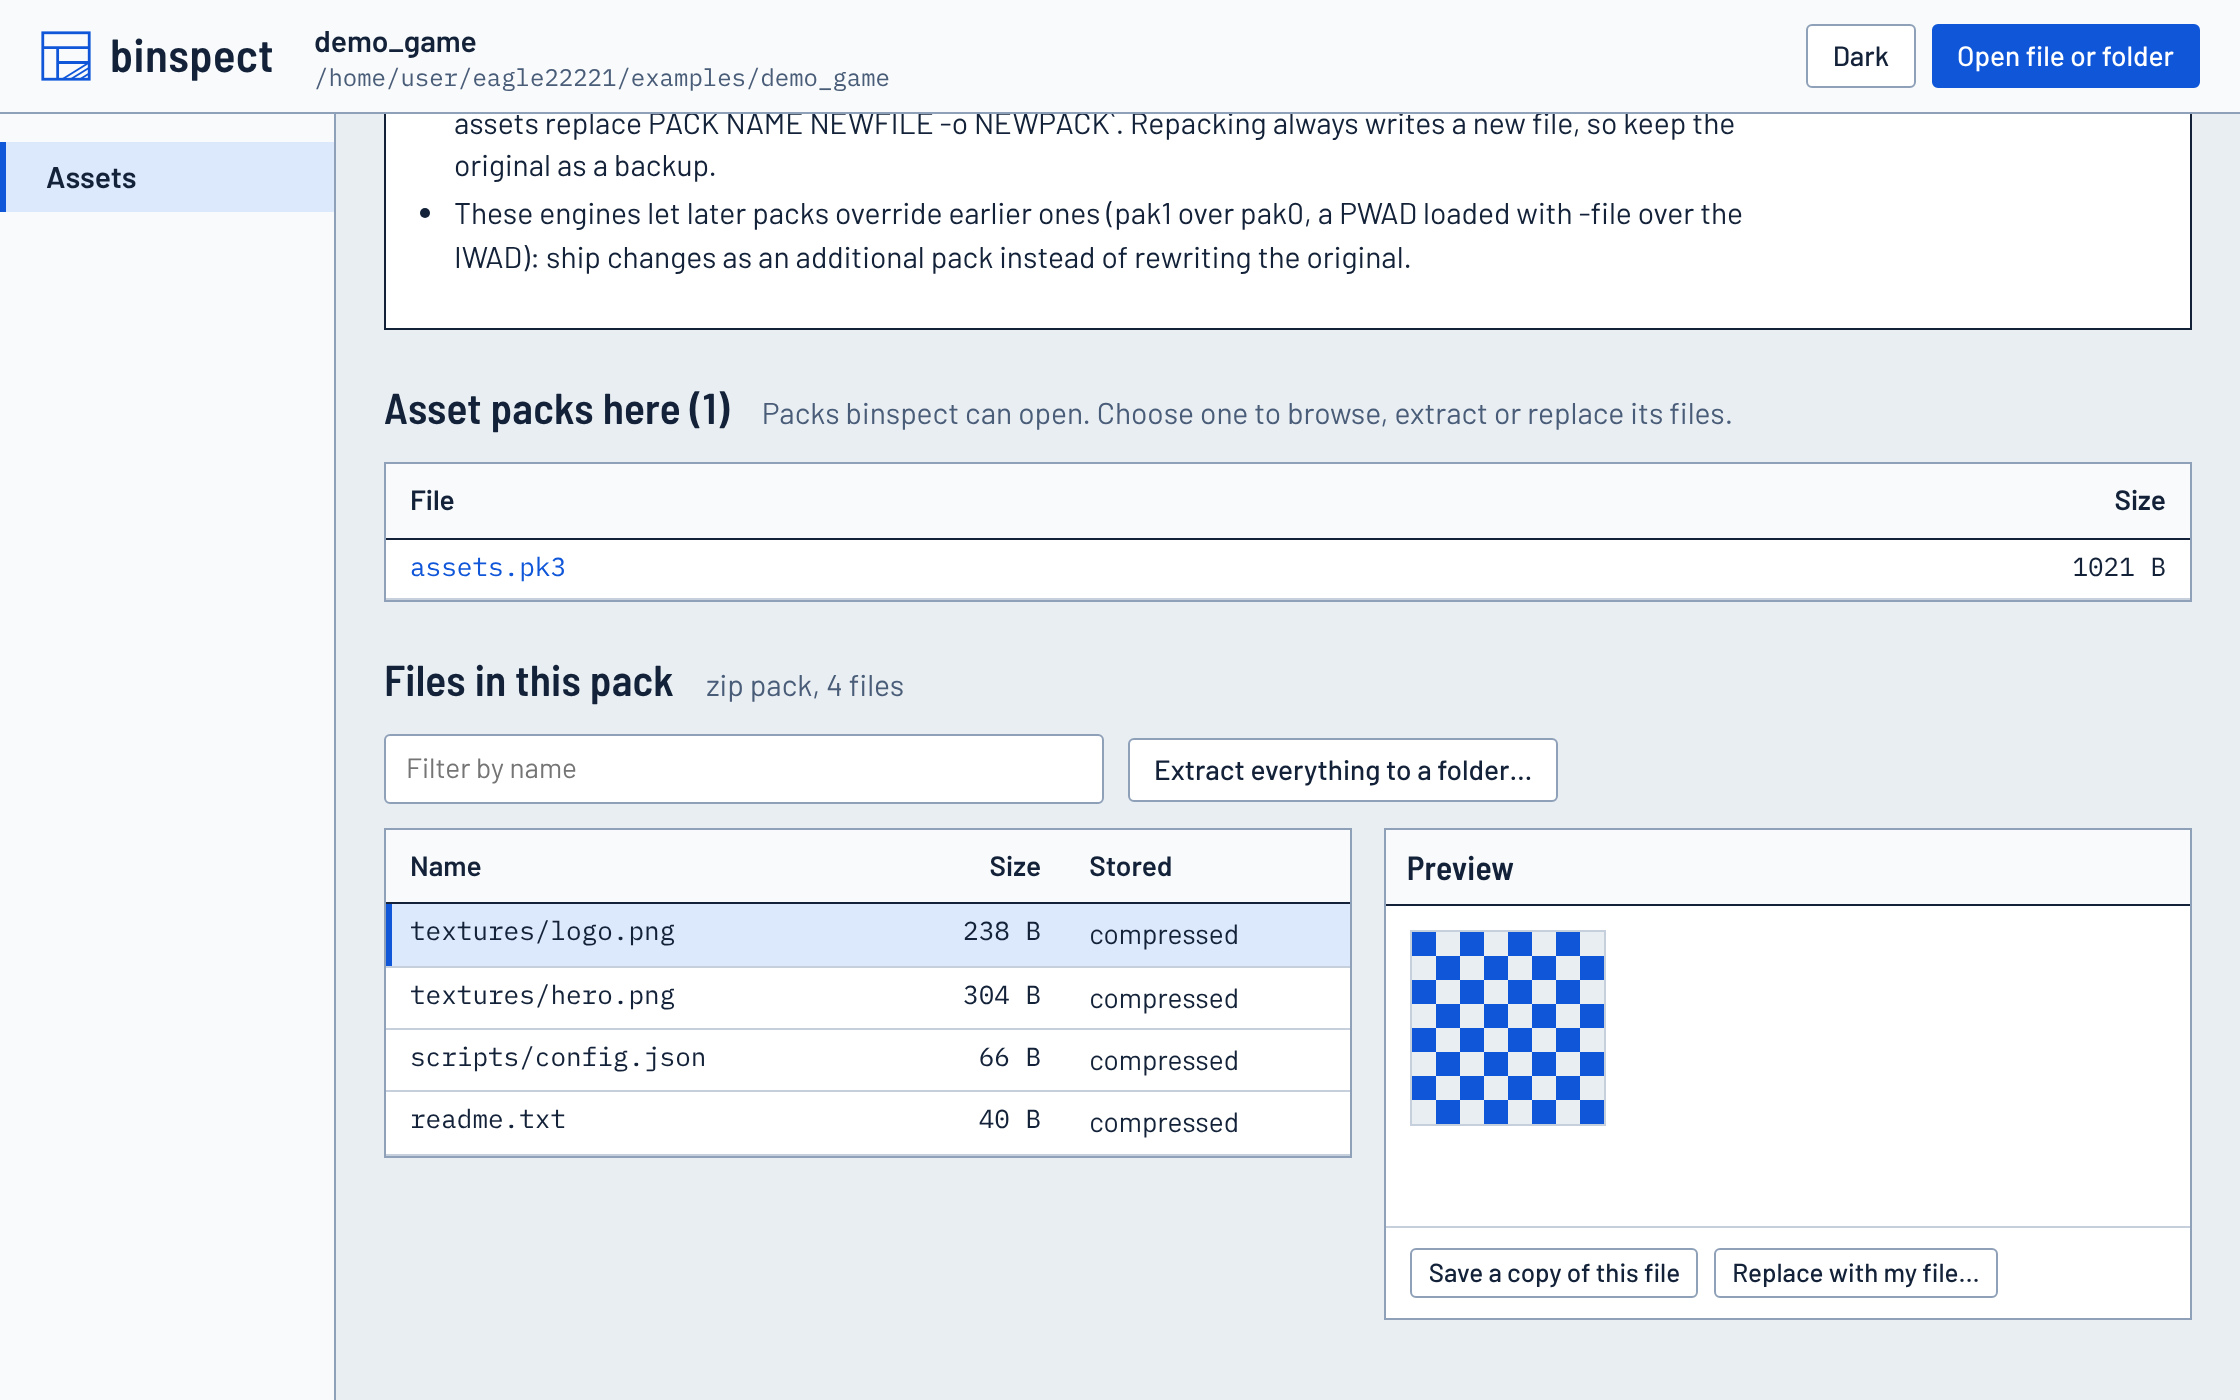 binspect
demo_game
/home/user/eagle22221/examples/demo_game
Dark
Open file or folder
Assets
assets replace PACK NAME NEWFILE -o NEWPACK`. Repacking always writes a new file, so keep the
original as a backup.
• These engines let later packs override earlier ones (pak1 over pak0, a PWAD loaded with -file over the
IWAD): ship changes as an additional pack instead of rewriting the original.
Asset packs here (1) Packs binspect can open. Choose one to browse, extract or replace its files.
File Size
assets.pk3 1021 B
Files in this pack zip pack, 4 files
Filter by name
Extract everything to a folder...
Name Size Stored
textures/logo.png 238 B compressed
textures/hero.png 304 B compressed
scripts/config.json 66 B compressed
readme.txt 40 B compressed
Preview
Save a copy of this file
Replace with my file...